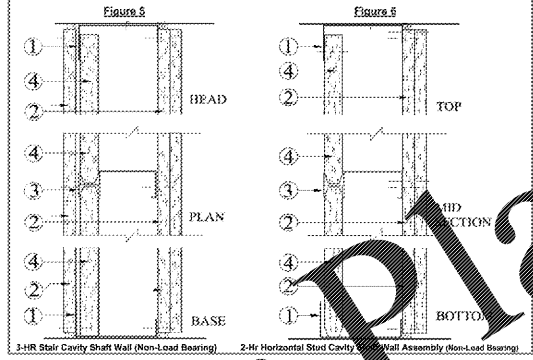 Figure 5
1
4
2
HEAD
4
3
2
PLAN
4
2
1
BASE
3-HR Stair Cavity Shaft Wall (Non-Load Bearing)
Figure 6
1
4
2
TOP
4
3
2
MID
SECTION
4
2
1
BOTTOM
2-Hr Horizontal Stud Cavity Shaft Wall Assembly (Non-Load Bearing)
Pla